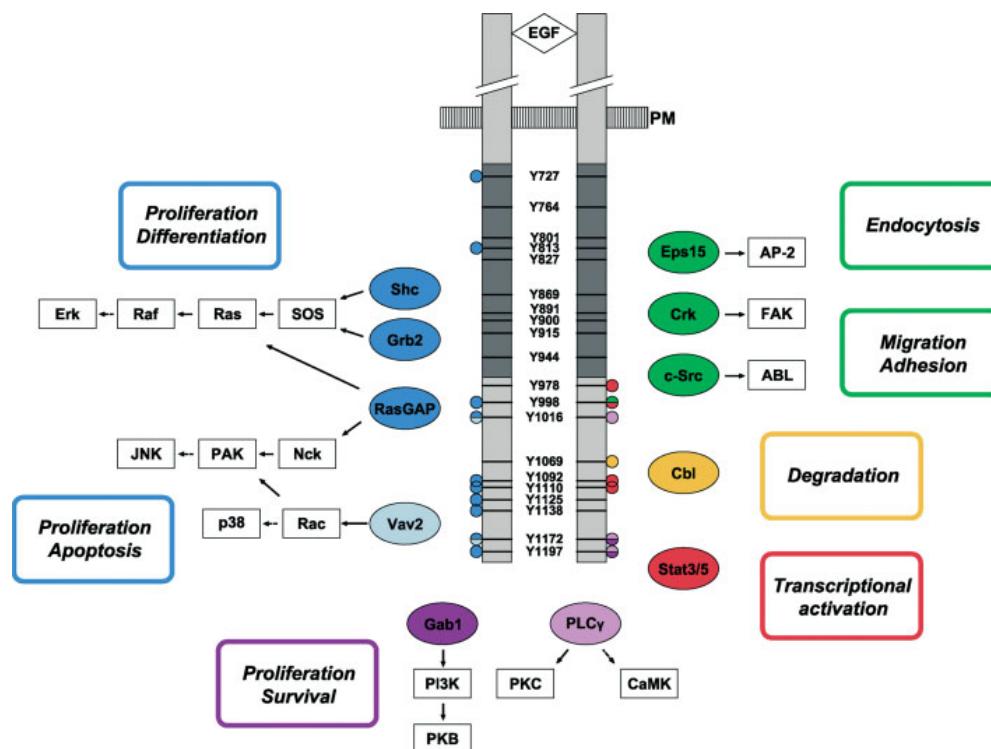 EGF
PM
Y727
Y764
Y801
Y813
Y827
Y869
Y891
Y900
Y915
Y944
Y978
Y998
Y1016
Y1069
Y1092
Y1110
Y1125
Y1138
Y1172
Y1197
Proliferation
Differentiation
Shc
Erk
Raf
Ras
SOS
Grb2
RasGAP
JNK
PAK
Nck
Proliferation
Apoptosis
p38
Rac
Vav2
Endocytosis
Eps15
AP-2
Crk
FAK
Migration
Adhesion
c-Src
ABL
Cbl
Degradation
Stat3/5
Transcriptional
activation
Proliferation
Survival
Gab1
PLCγ
PI3K
PKC
CaMK
PKB